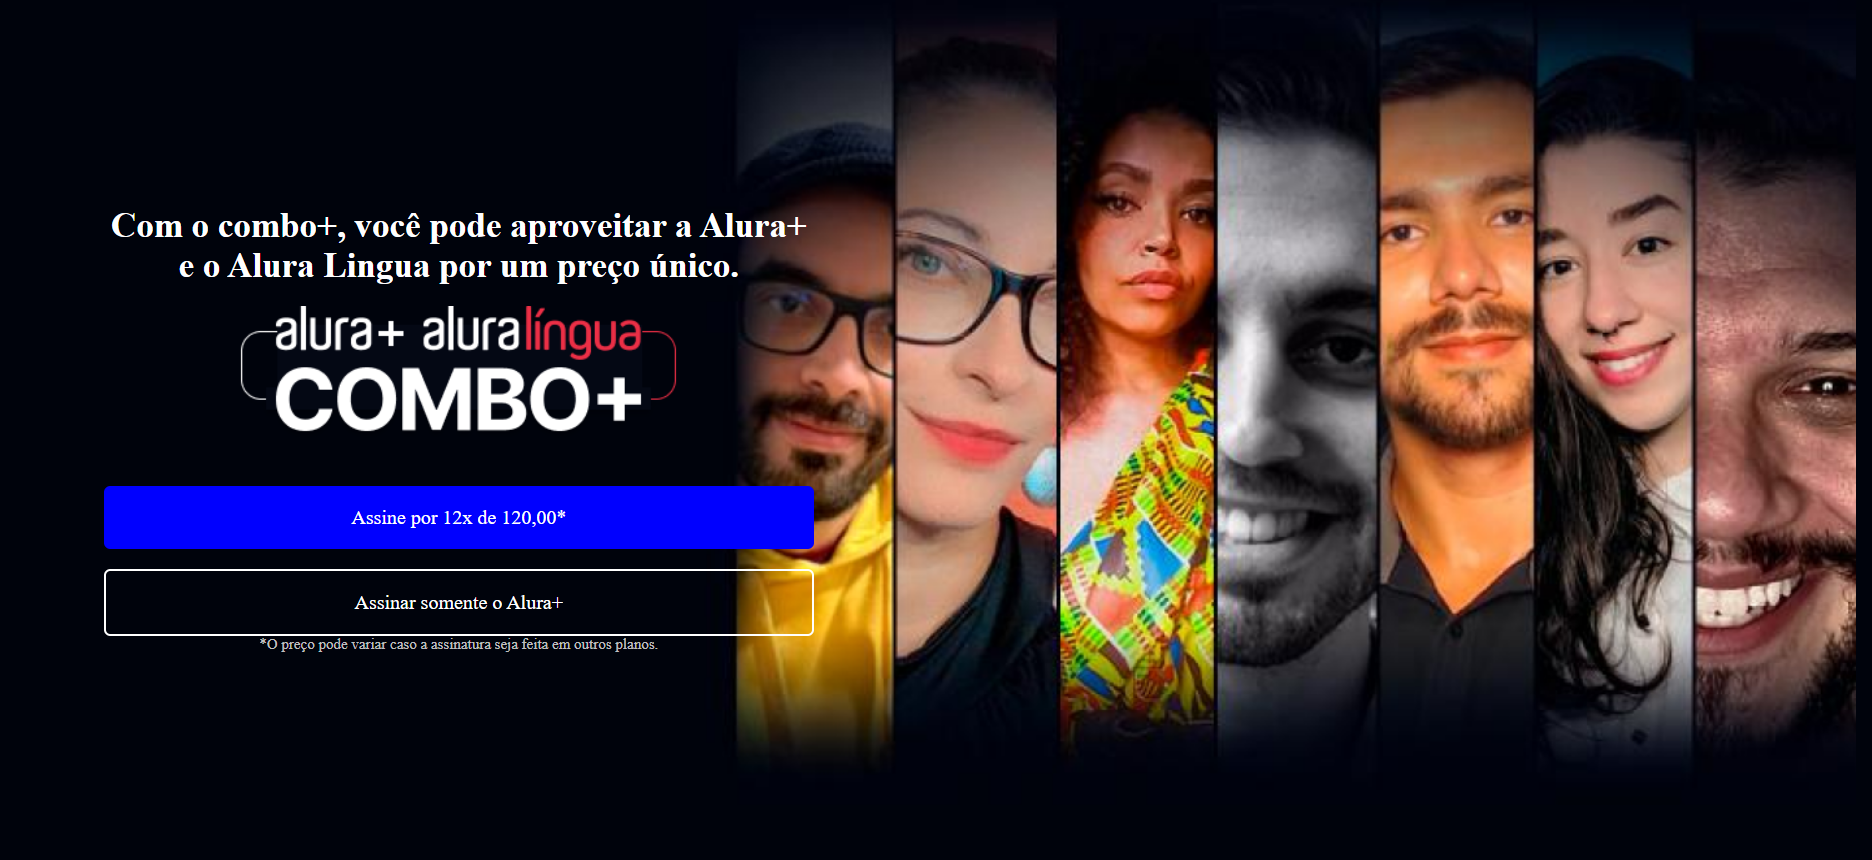 Com o combo+, você pode aproveitar a Alura+
e o Alura Lingua por um preço único.
alura+ aluralíngua
COMBO+
Assine por 12x de 120,00*
Assinar somente o Alura+
*O preço pode variar caso a assinatura seja feita em outros planos.